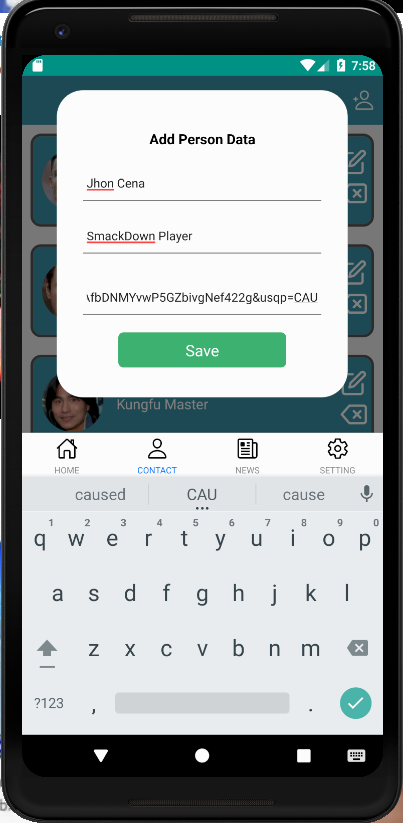 7:58
Add Person Data
Jhon Cena
SmackDown Player
fbDNMYvwP5GZbivgNef422g&usqp=CAU
Save
Kungfu Master
HOME CONTACT NEWS SETTING
caused CAU cause
1 2 3 4 5 6 7 8 9 0
q w e r t y u i o p
a s d f g h j k l
z x c v b n m
?123 , .